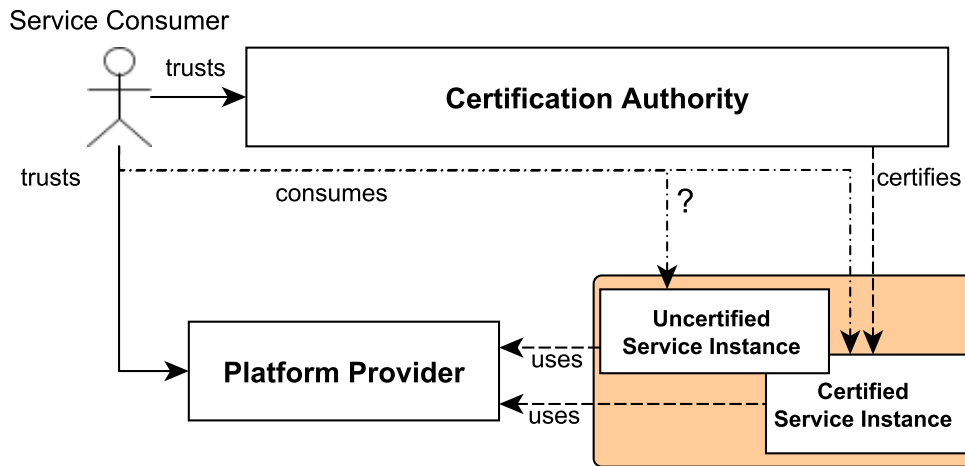 Service Consumer
trusts
Certification Authority
trusts
consumes
certifies
?
Uncertified
Service Instance
uses
Platform Provider
Certified
Service Instance
uses